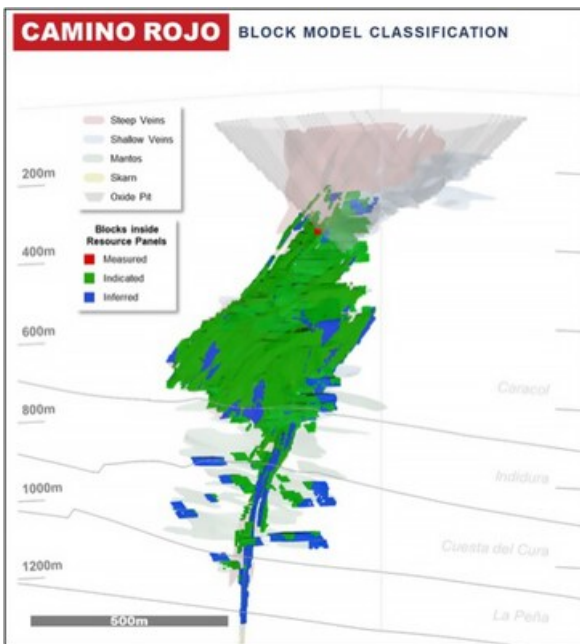 CAMINO ROJO BLOCK MODEL CLASSIFICATION
Steep Veins
Shallow Veins
Mantos
Skarn
Oxide Pit
Blocks inside
Resource Panels
Measured
Indicated
Inferred
200m
400m
600m
800m
1000m
1200m
Caracol
Indidura
Cuesta del Cura
La Peña
500m